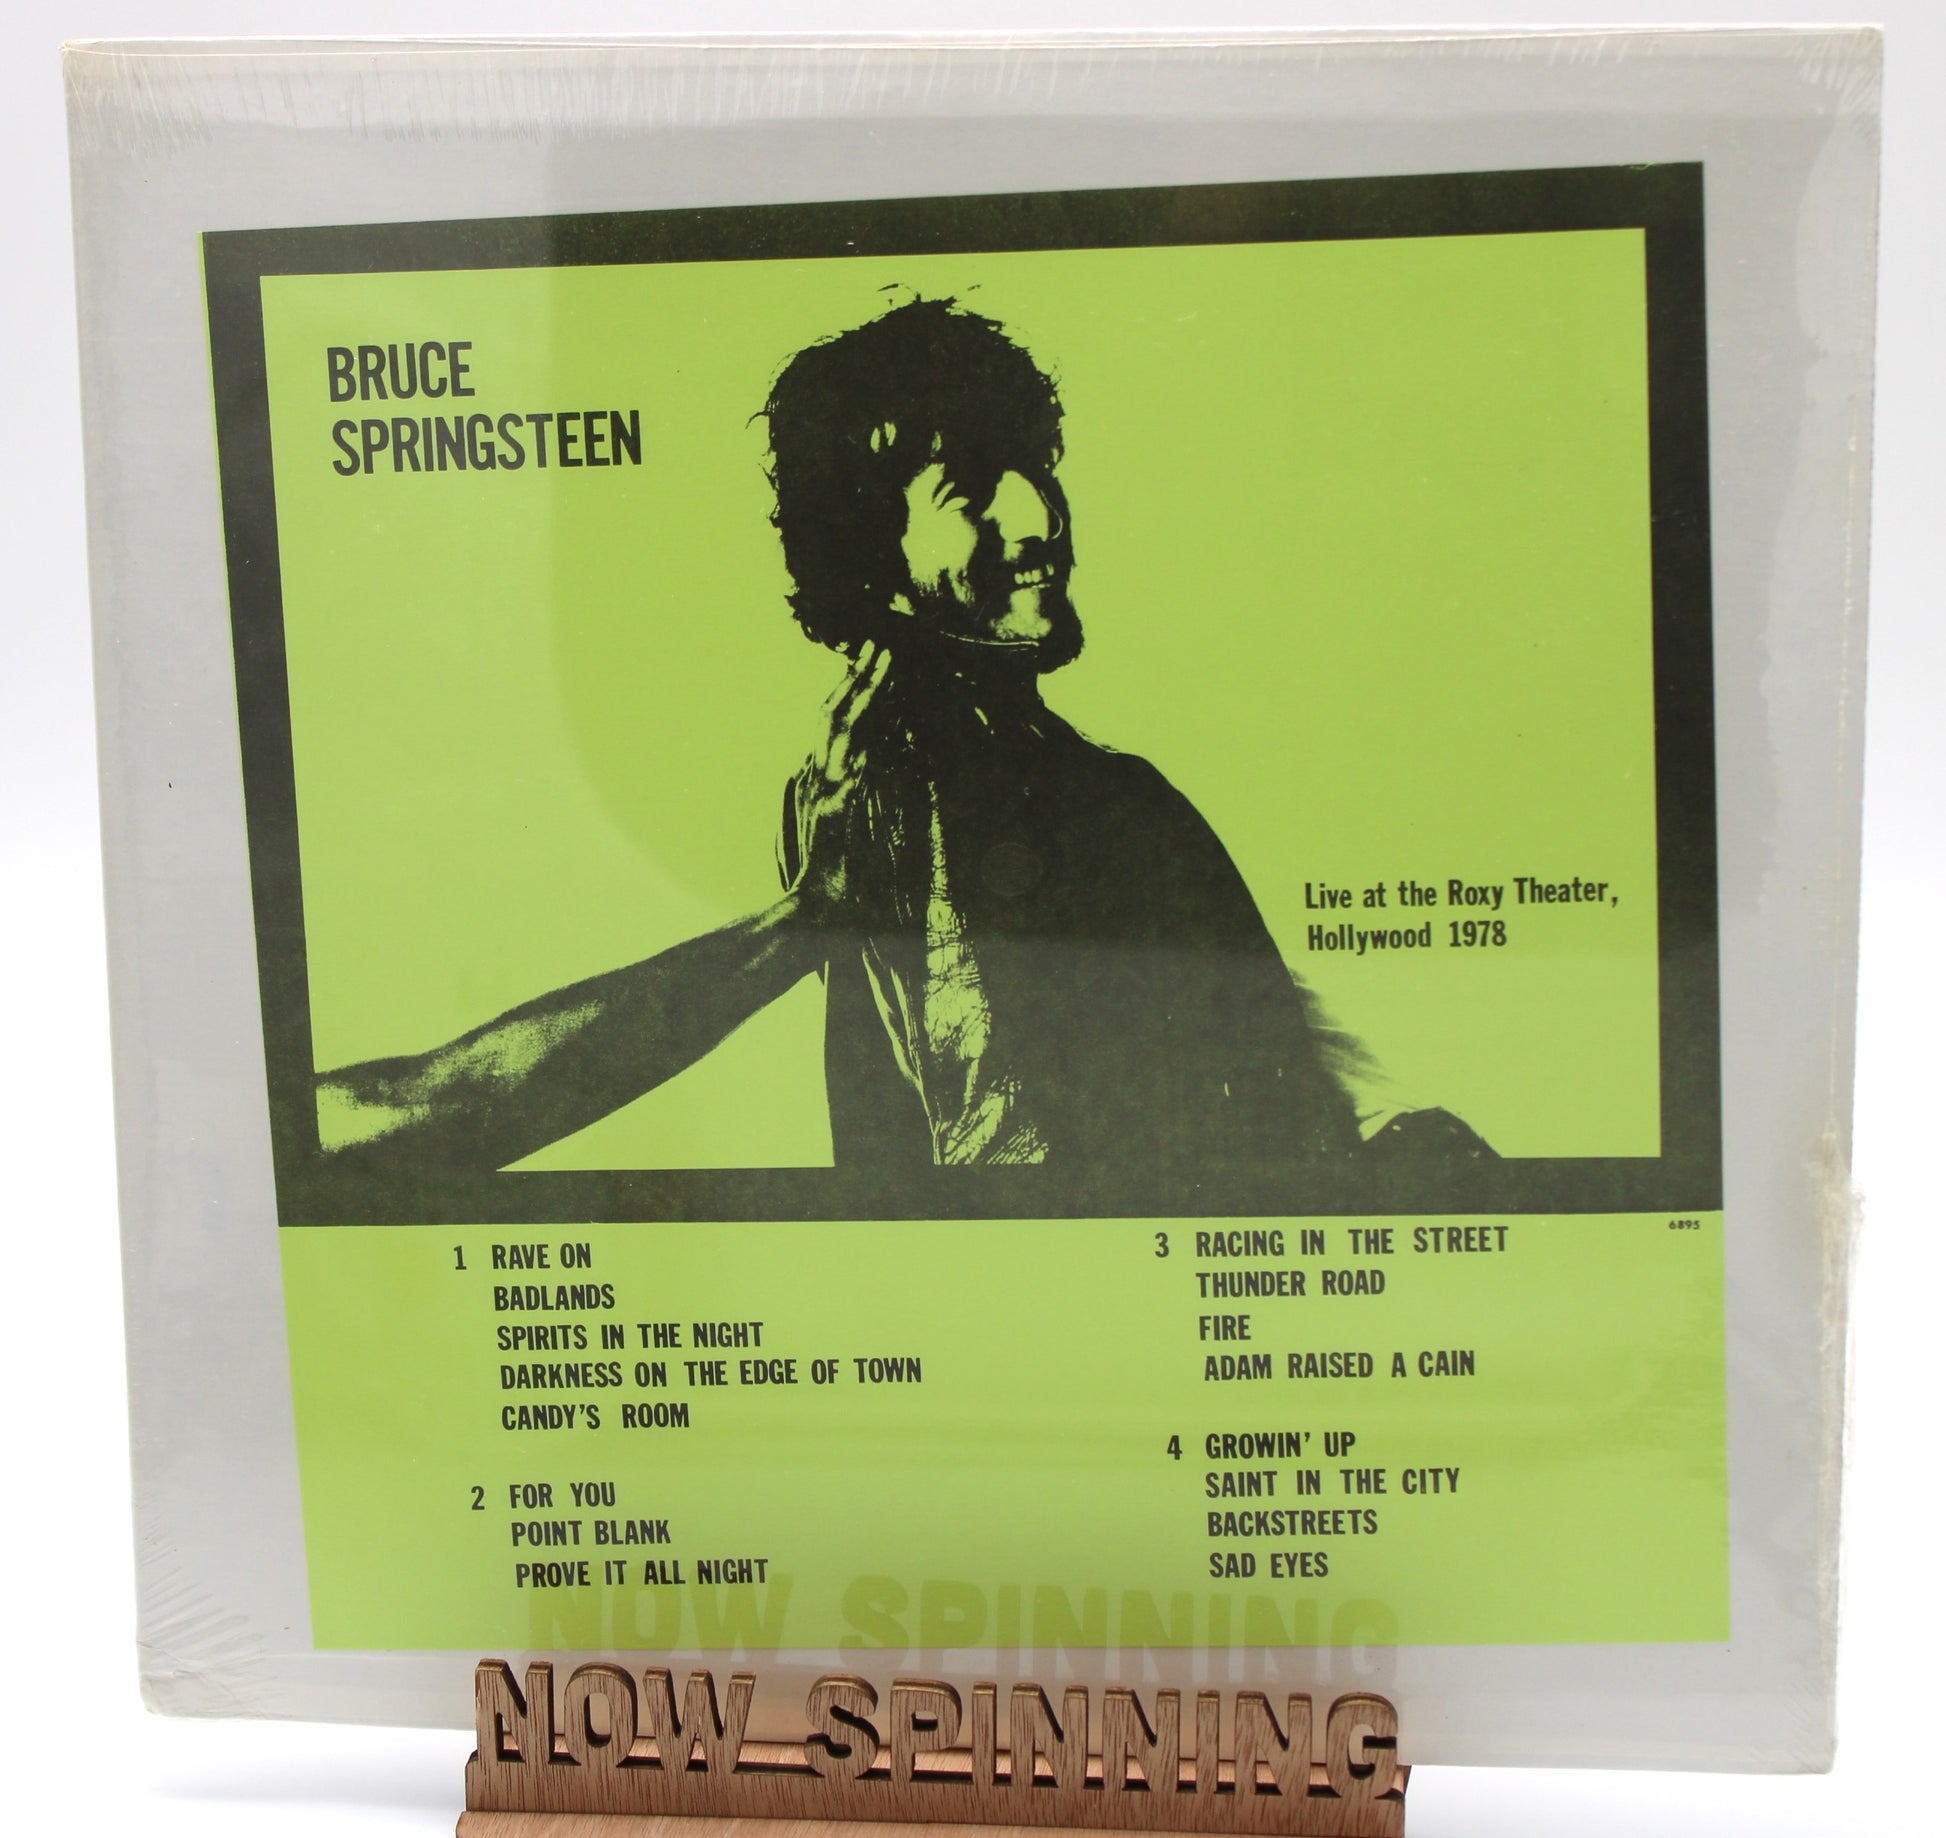 BRUCE
SPRINGSTEEN
Live at the Roxy Theater,
Hollywood 1978
6895
1 RAVE ON
BADLANDS
SPIRITS IN THE NIGHT
DARKNESS ON THE EDGE OF TOWN
CANDY'S ROOM
2 FOR YOU
POINT BLANK
PROVE IT ALL NIGHT
3 RACING IN THE STREET
THUNDER ROAD
FIRE
ADAM RAISED A CAIN
4 GROWIN' UP
SAINT IN THE CITY
BACKSTREETS
SAD EYES
NOW SPINNING
NOW SPINNING